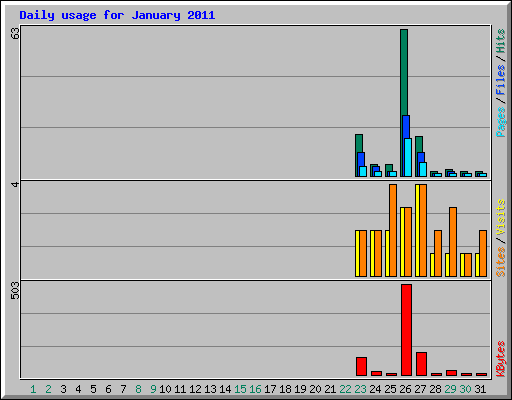 Daily usage for January 2011
63
Pages / Files / Hits
4
Sites / Visits
503
KBytes
1 2 3 4 5 6 7 8 9 10 11 12 13 14 15 16 17 18 19 20 21 22 23 24 25 26 27 28 29 30 31